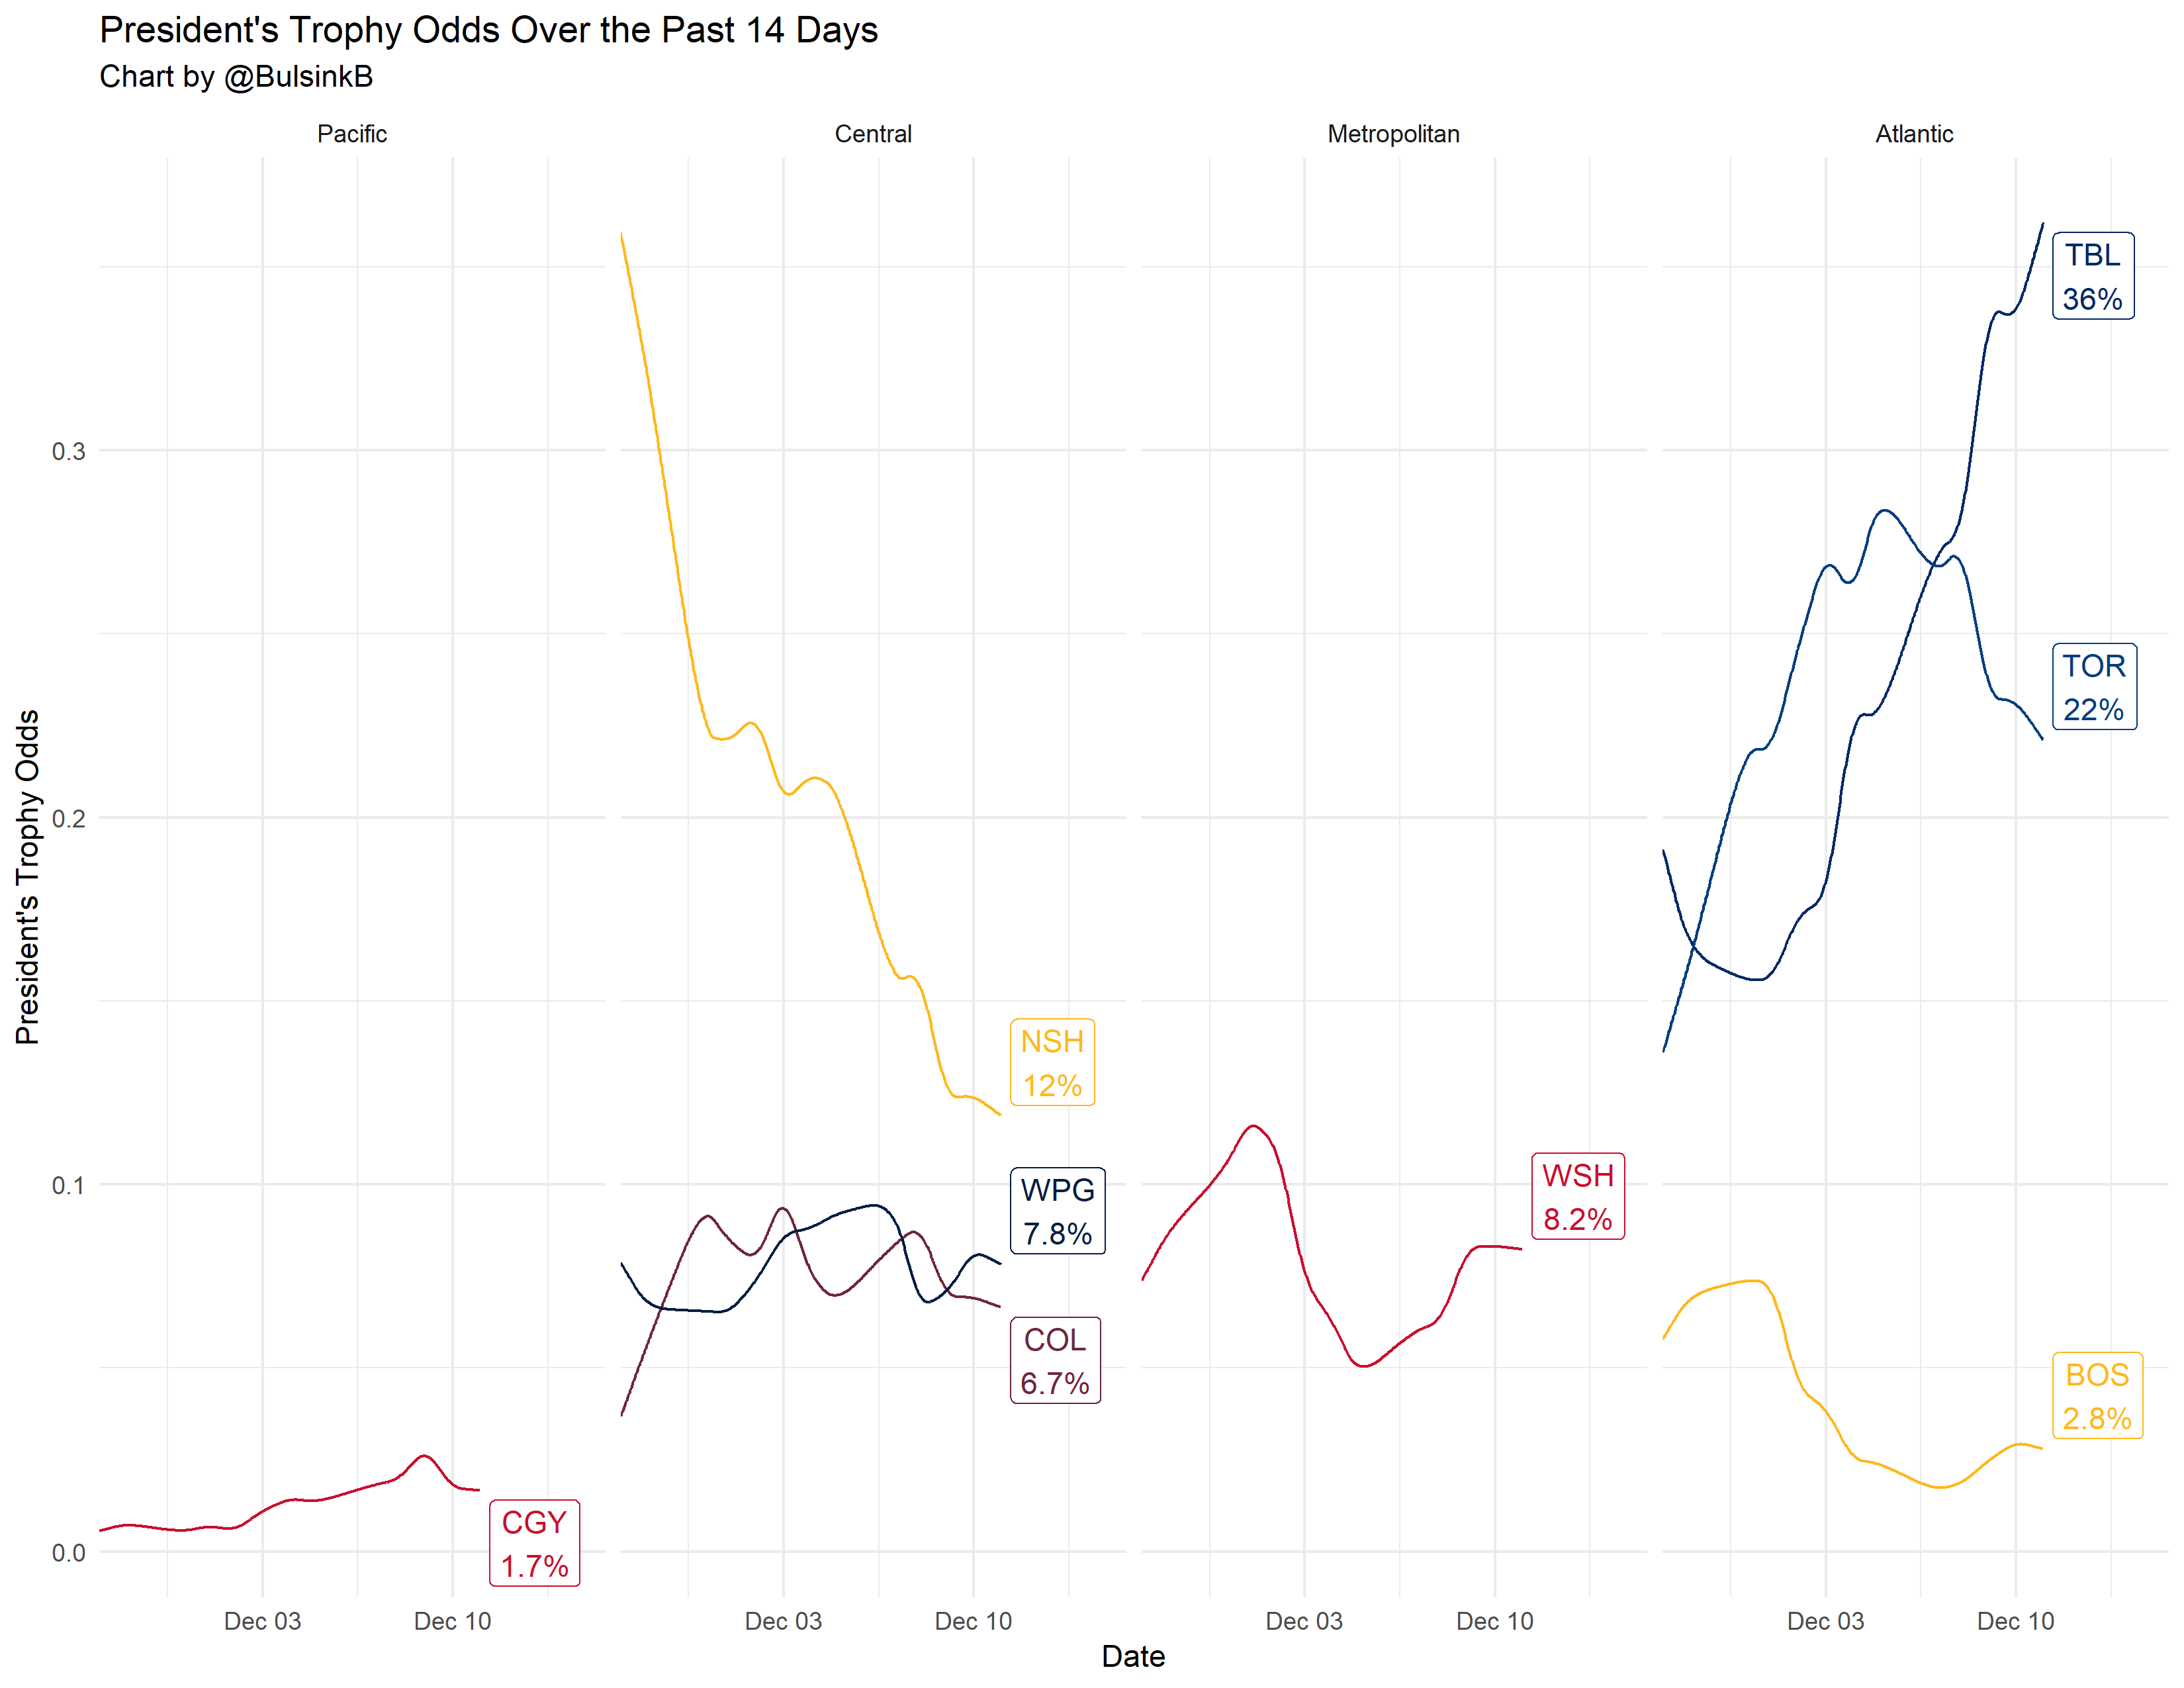 President's Trophy Odds Over the Past 14 Days
Chart by @BulsinkB
Pacific
Central
Metropolitan
Atlantic
President's Trophy Odds
0.3
0.2
0.1
0.0
CGY
1.7%
NSH
12%
WPG
7.8%
COL
6.7%
WSH
8.2%
TBL
36%
TOR
22%
BOS
2.8%
Dec 03
Dec 10
Dec 03
Dec 10
Dec 03
Dec 10
Dec 03
Dec 10
Date